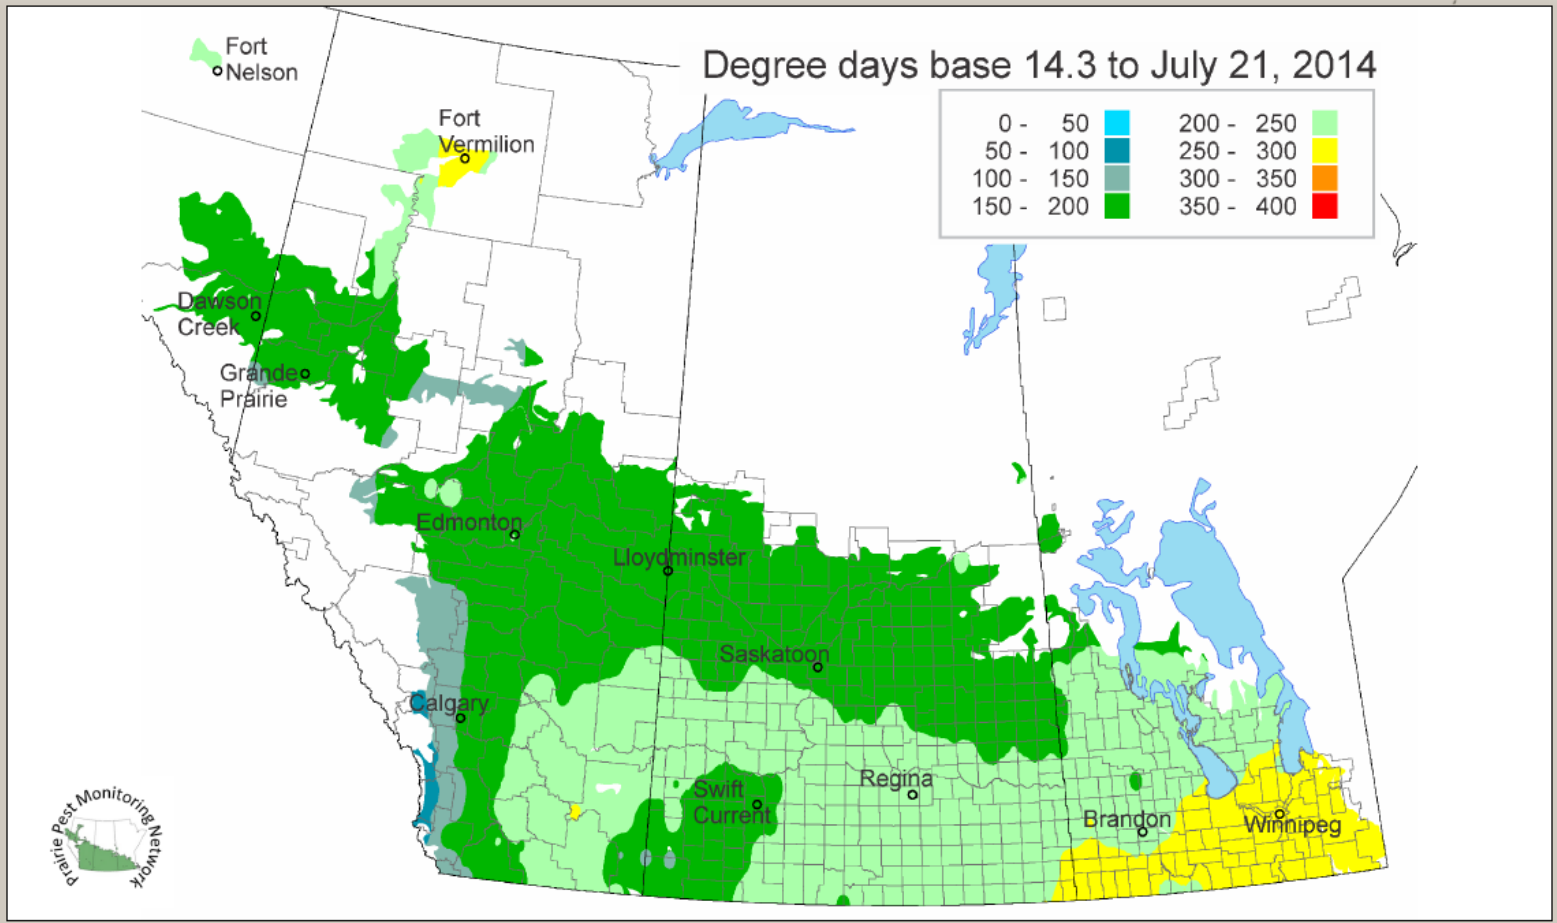 Degree days base 14.3 to July 21, 2014
0 - 50
50 - 100
100 - 150
150 - 200
200 - 250
250 - 300
300 - 350
350 - 400
Fort
Nelson
Fort
Vermilion
Dawson
Creek
Grande
Prairie
Edmonton
Lloydminster
Saskatoon
Calgary
Swift
Current
Regina
Brandon
Winnipeg
Prairie Pest Monitoring Network